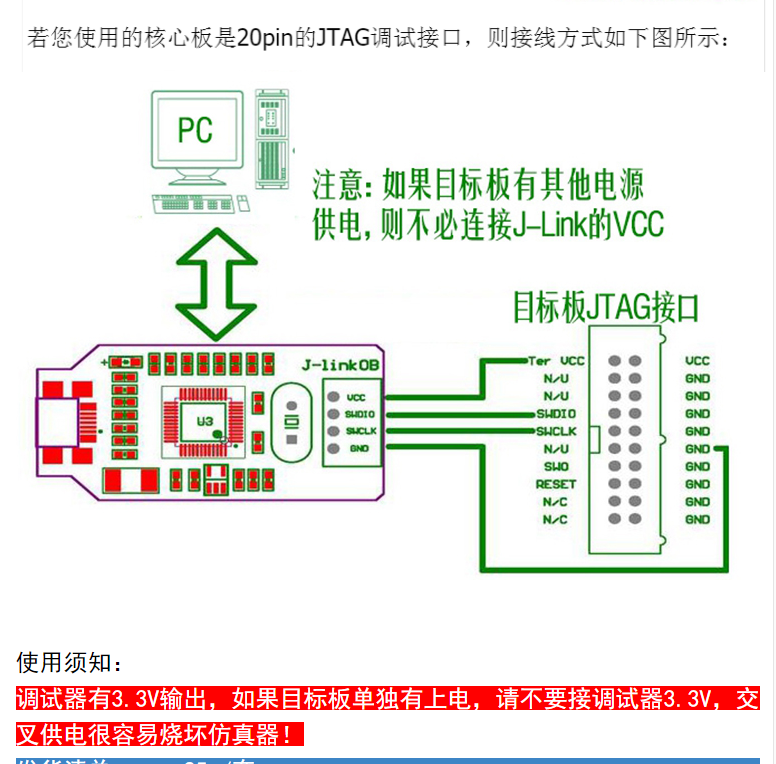 若您使用的核心板是20pin的JTAG调试接口，则接线方式如下图所示：
PC
注意：如果目标板有其他电源
供电，则不必连接J-Link的VCC
目标板JTAG接口
J-linkOB
U3
VCC
SWDIO
SWCLK
GND
Ter VCC VCC
N/U GND
N/U GND
SWDIO GND
SWCLK GND
N/U GND
SWO GND
RESET GND
N/C GND
N/C GND
使用须知：
调试器有3.3V输出，如果目标板单独有上电，请不要接调试器3.3V，交
叉供电很容易烧坏仿真器！